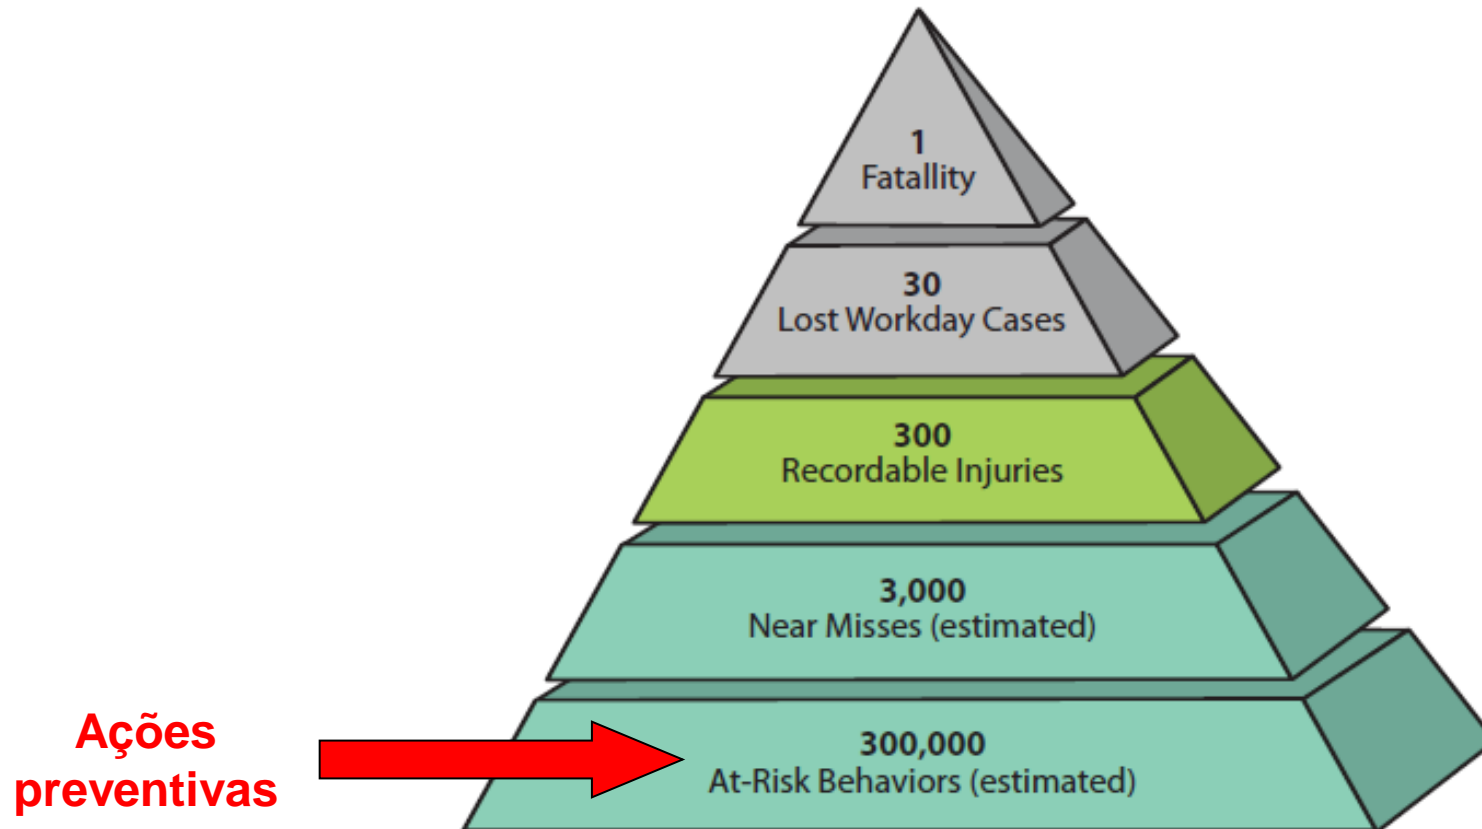 1
Fatallity
30
Lost Workday Cases
300
Recordable Injuries
3,000
Near Misses (estimated)
Ações
preventivas
300,000
At-Risk Behaviors (estimated)